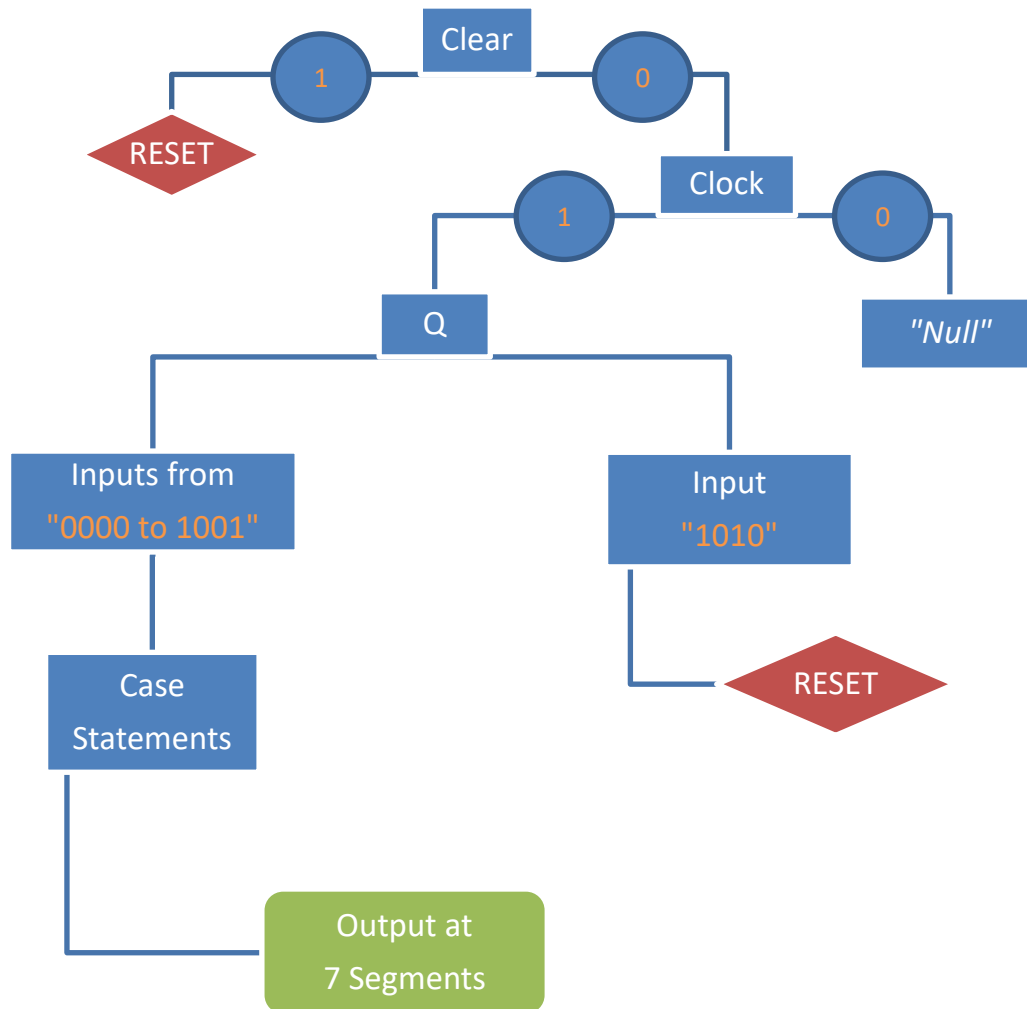 Clear
1
0
RESET
Clock
1
0
Q
"Null"
Inputs from
"0000 to 1001"
Input
"1010"
Case
Statements
RESET
Output at
7 Segments